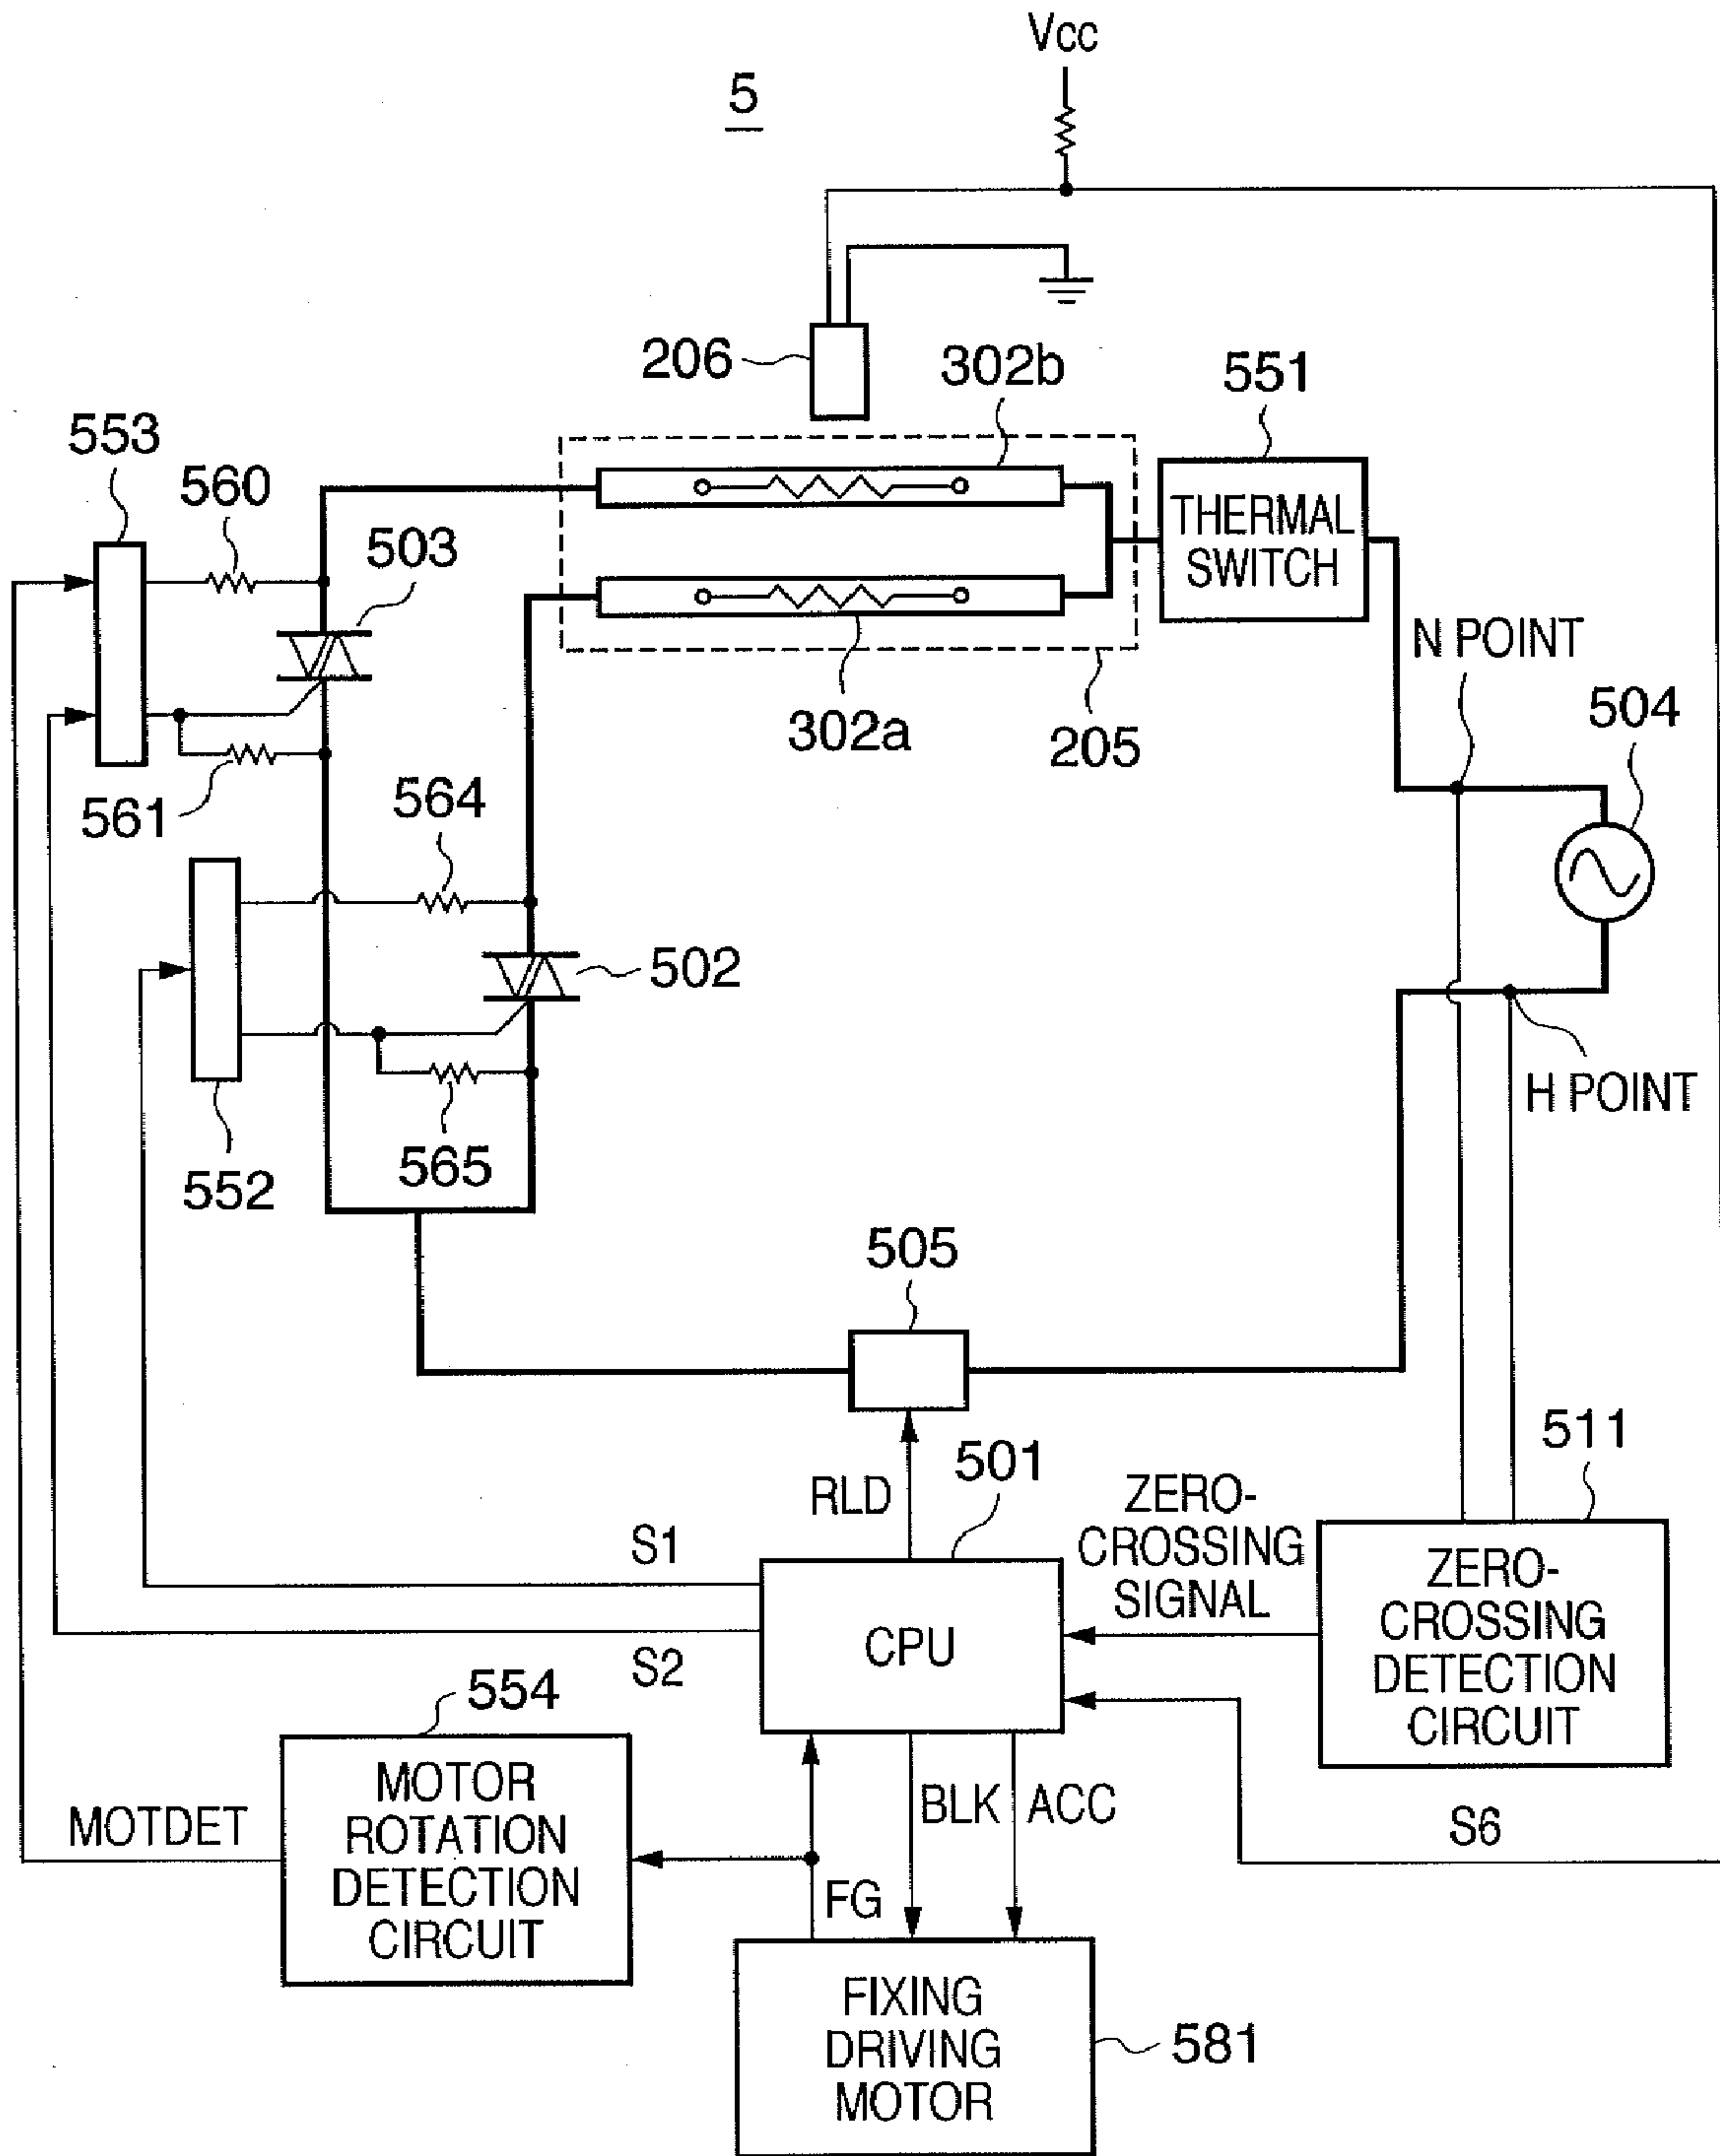 Vcc
5
206
302b
551
553
560
503
THERMAL
SWITCH
N POINT
504
302a
205
561
564
502
H POINT
565
552
505
511
501
RLD
ZERO-
CROSSING
SIGNAL
S1
ZERO-
CROSSING
DETECTION
CIRCUIT
CPU
S2
554
MOTOR
ROTATION
DETECTION
CIRCUIT
MOTDET
BLK
ACC
S6
FG
FIXING
DRIVING
MOTOR
581